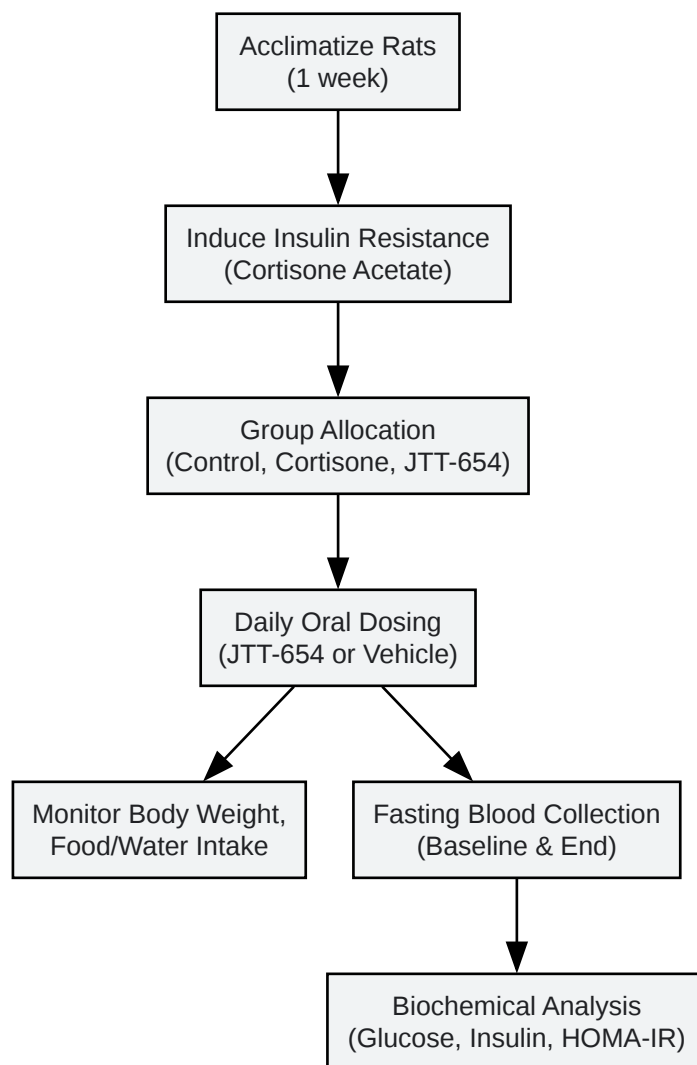 Acclimatize Rats
(1 week)
Induce Insulin Resistance
(Cortisone Acetate)
Group Allocation
(Control, Cortisone, JTT-654)
Daily Oral Dosing
(JTT-654 or Vehicle)
Monitor Body Weight,
Food/Water Intake
Fasting Blood Collection
(Baseline & End)
Biochemical Analysis
(Glucose, Insulin, HOMA-IR)